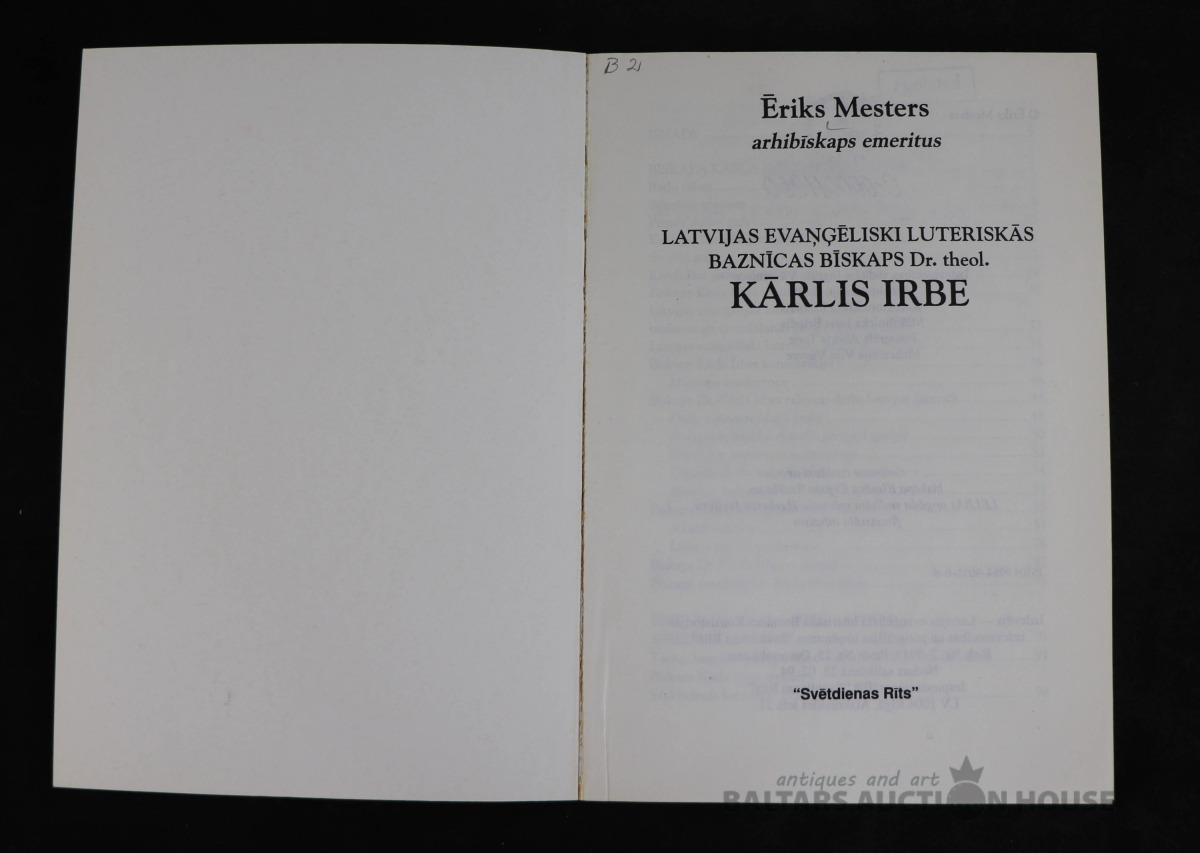 B 21
Ēriks Mesters
arhibīskaps emeritus
LATVIJAS EVAŅĢĒLISKI LUTERISKĀS
BAZNĪCAS BĪSKAPS Dr. theol.
KĀRLIS IRBE
"Svētdienas Rīts"
antiques and art
BALTARS AUCTION HOUSE